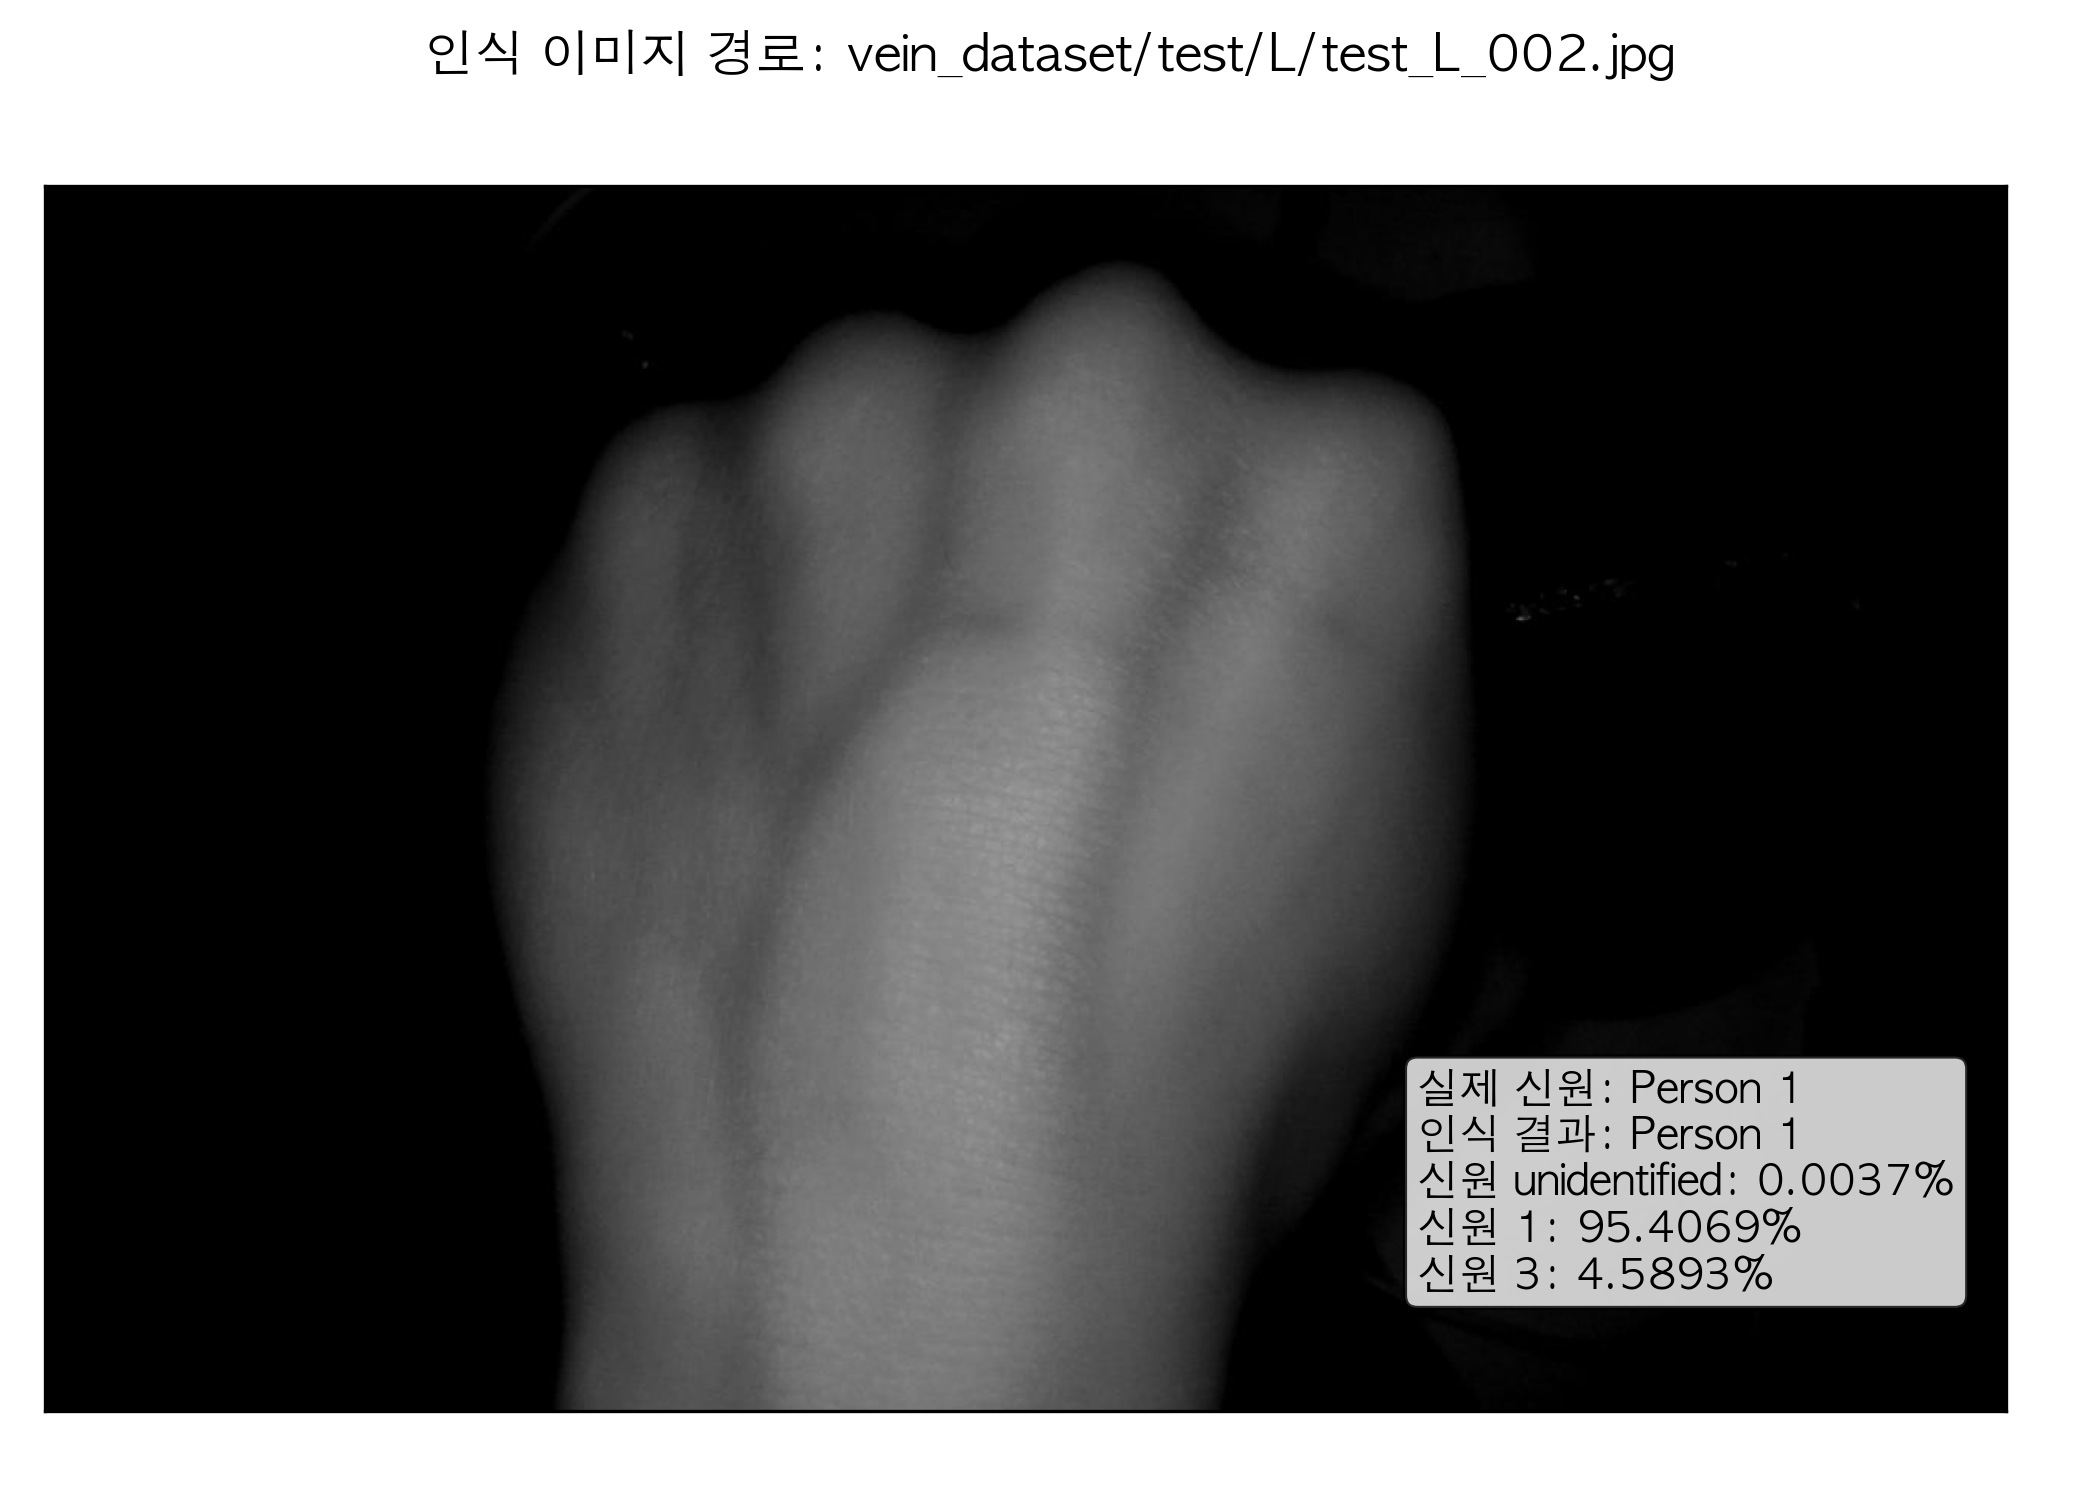 인식 이미지 경로: vein_dataset/test/L/test_L_002.jpg
실제 신원: Person 1
인식 결과: Person 1
신원 unidentified: 0.0037%
신원 1: 95.4069%
신원 3: 4.5893%